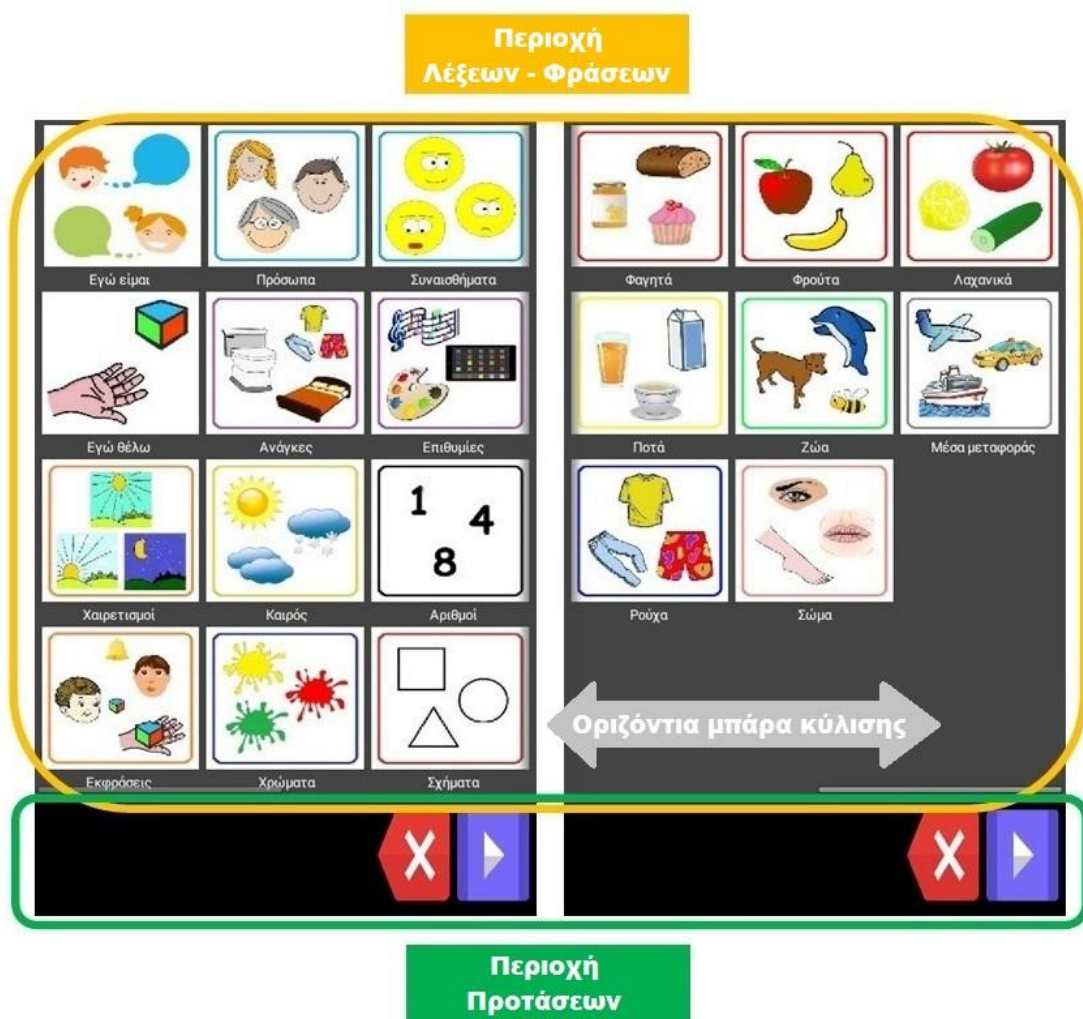 Περιοχή
Λέξεων - Φράσεων
Εγώ είμαι
Πρόσωπα
Συναισθήματα
Φαγητά
Φρούτα
Λαχανικά
Εγώ θέλω
Ανάγκες
Επιθυμίες
Ποτά
Ζώα
Μέσα μεταφοράς
1
4
8
Χαιρετισμοί
Καιρός
Αριθμοί
Ρούχα
Σώμα
Οριζόντια μπάρα κύλισης
Εκφράσεις
Χρώματα
Σχήματα
X
X
Περιοχή
Προτάσεων